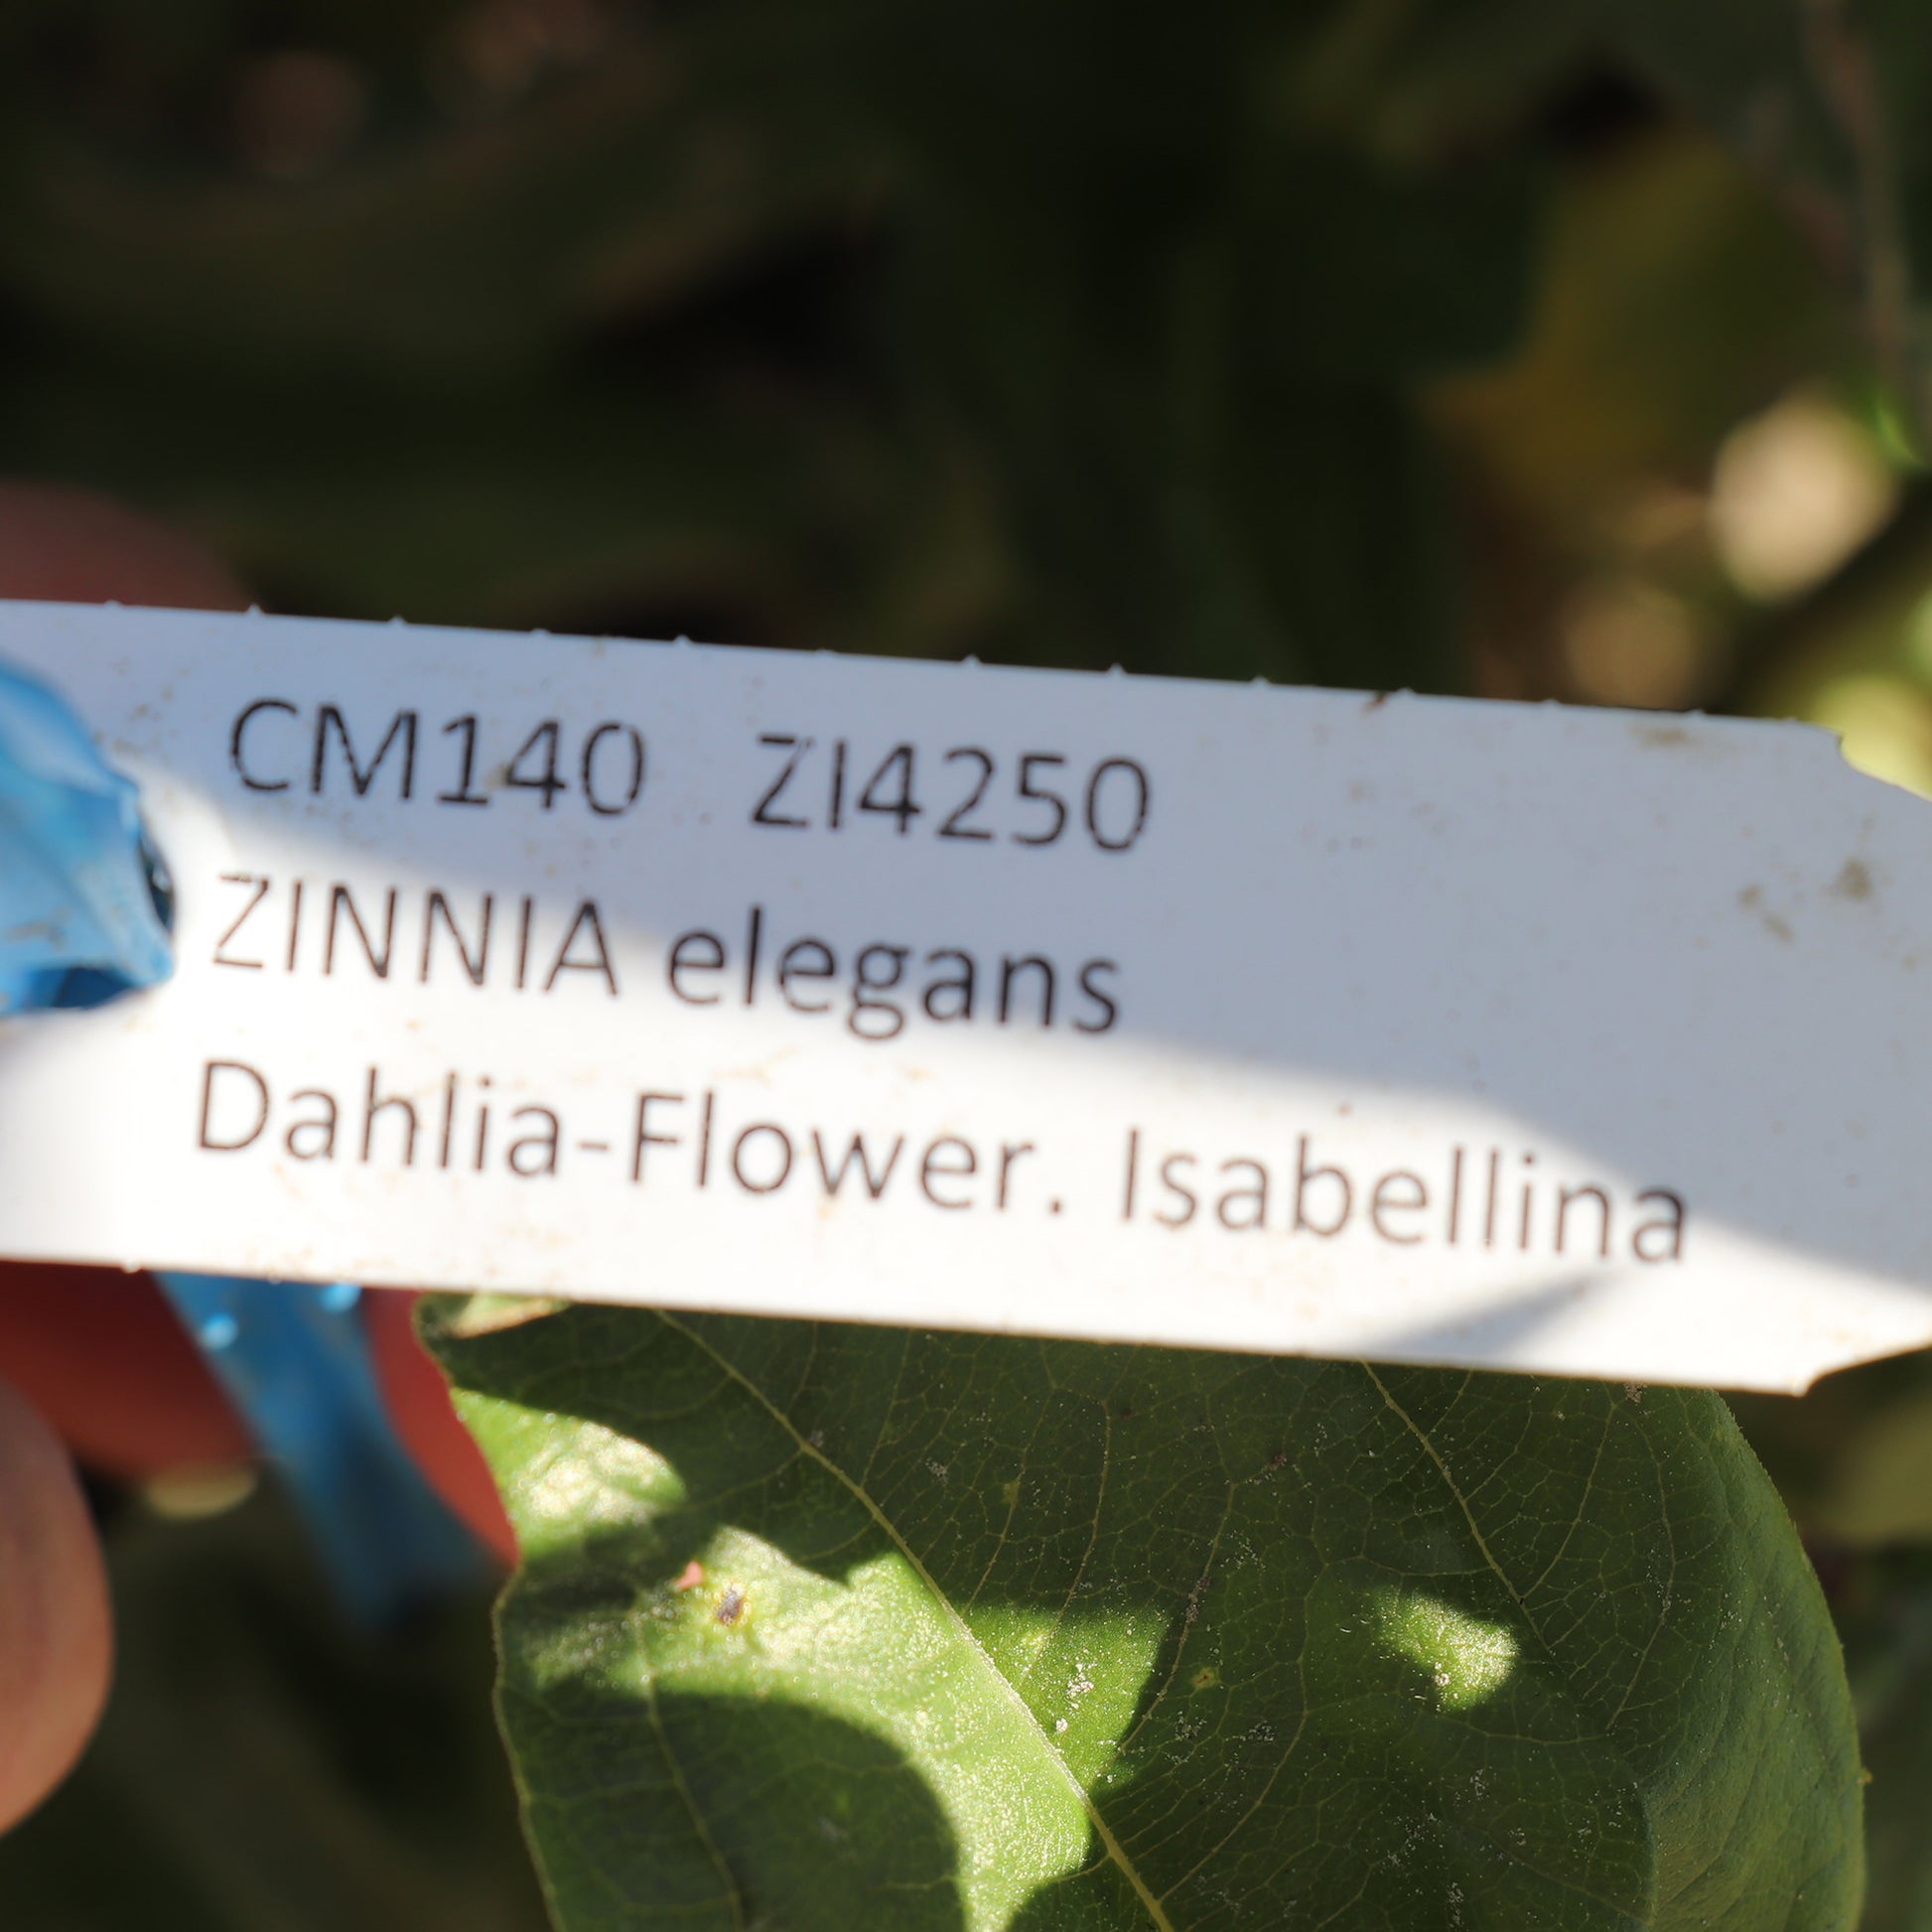 CM140 ZI4250
ZINNIA elegans
Dahlia-Flower. Isabellina